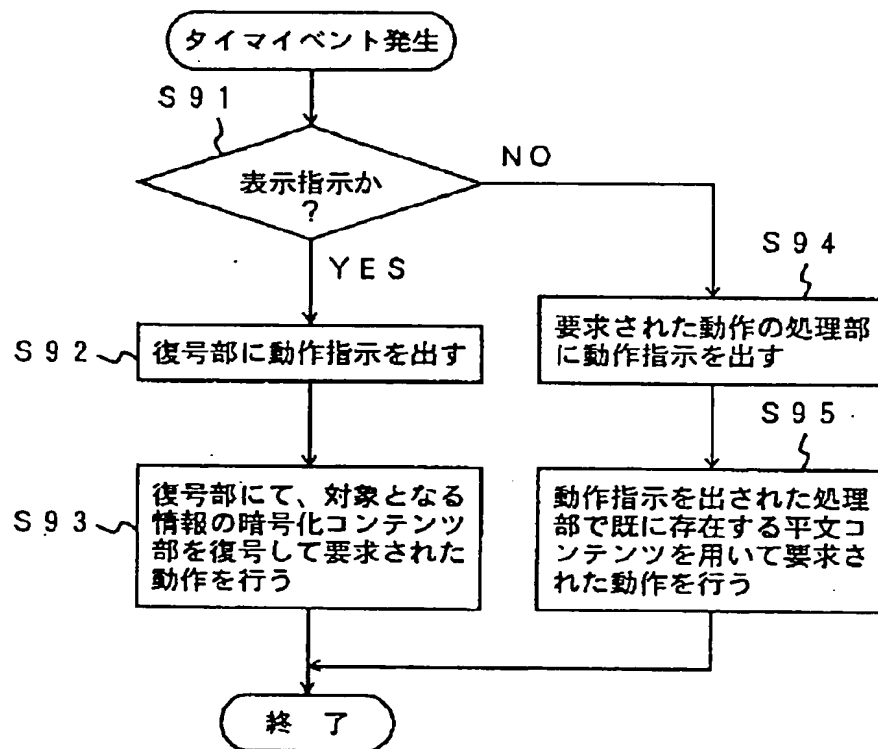 タイマイベント発生
S91
表示指示か
?
NO
YES
S92
復号部に動作指示を出す
S93
復号部にて、対象となる
情報の暗号化コンテンツ
部を復号して要求された
動作を行う
S94
要求された動作の処理部
に動作指示を出す
S95
動作指示を出された処理
部で既に存在する平文コ
ンテンツを用いて要求さ
れた動作を行う
終 了